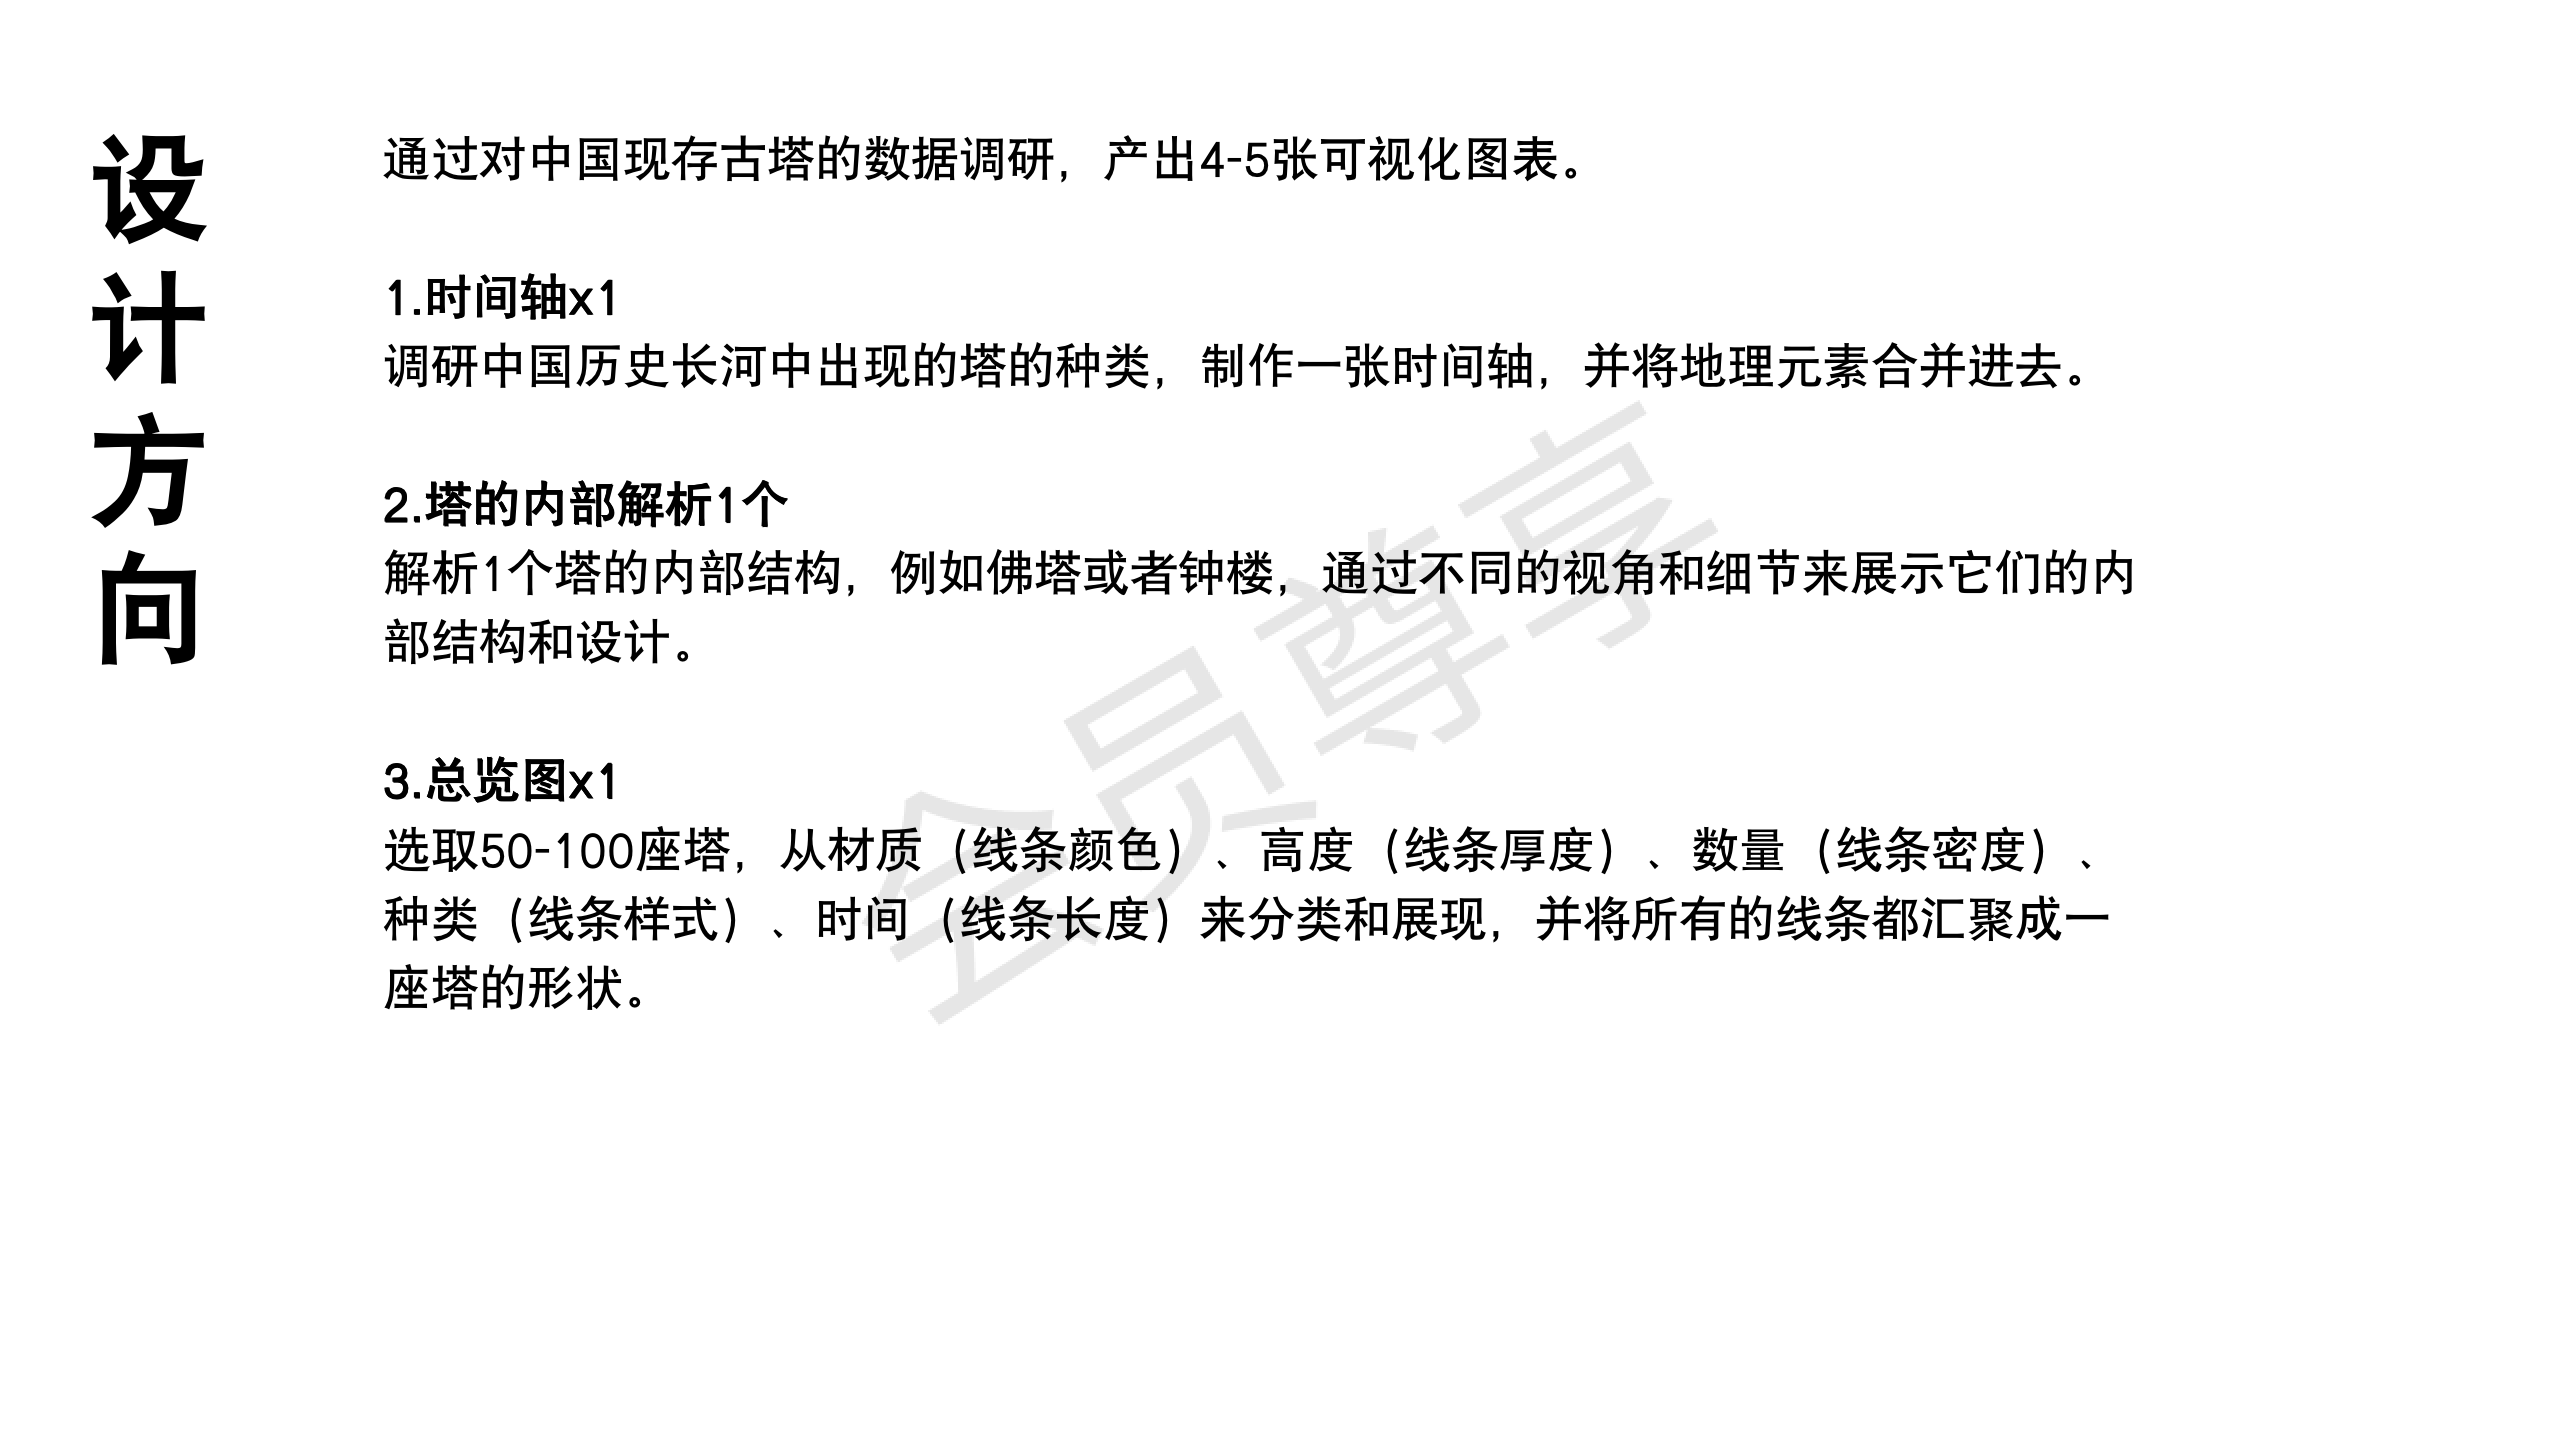 设计方向
通过对中国现存古塔的数据调研，产出4-5张可视化图表。
1.时间轴x1
调研中国历史长河中出现的塔的种类，制作一张时间轴，并将地理元素合并进去。
2.塔的内部解析1个
解析1个塔的内部结构，例如佛塔或者钟楼，通过不同的视角和细节来展示它们的内
部结构和设计。
3.总览图x1
选取50-100座塔，从材质（线条颜色）、高度（线条厚度）、数量（线条密度）、
种类（线条样式）、时间（线条长度）来分类和展现，并将所有的线条都汇聚成一
座塔的形状。
会员尊享